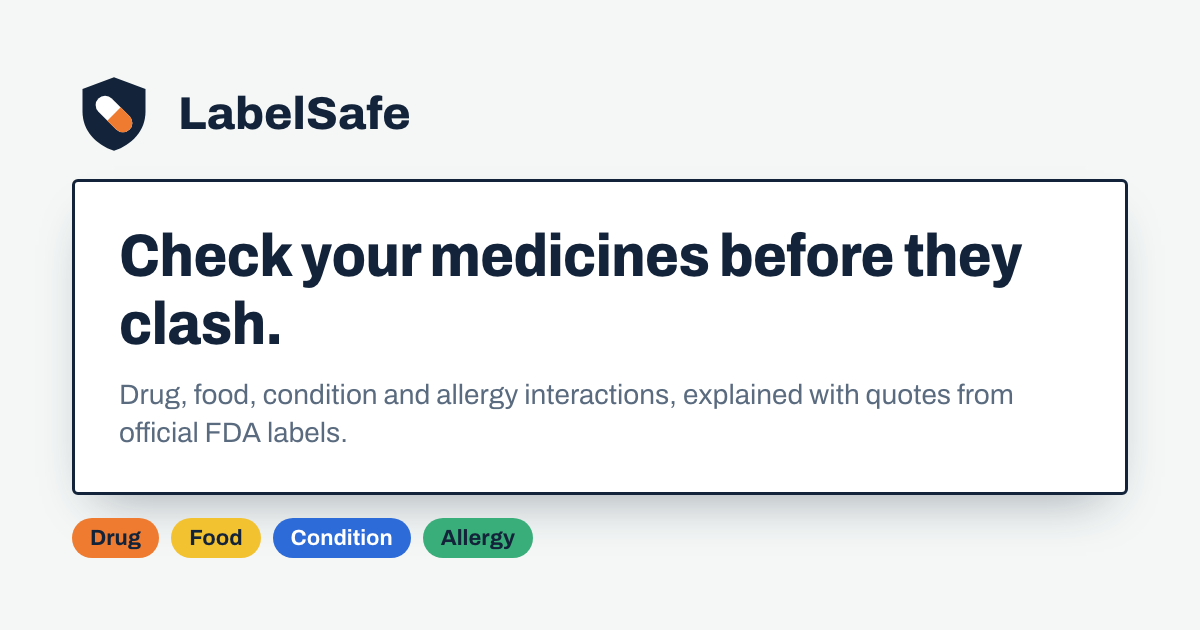 LabelSafe
Check your medicines before they
clash.
Drug, food, condition and allergy interactions, explained with quotes from
official FDA labels.
Drug Food Condition Allergy